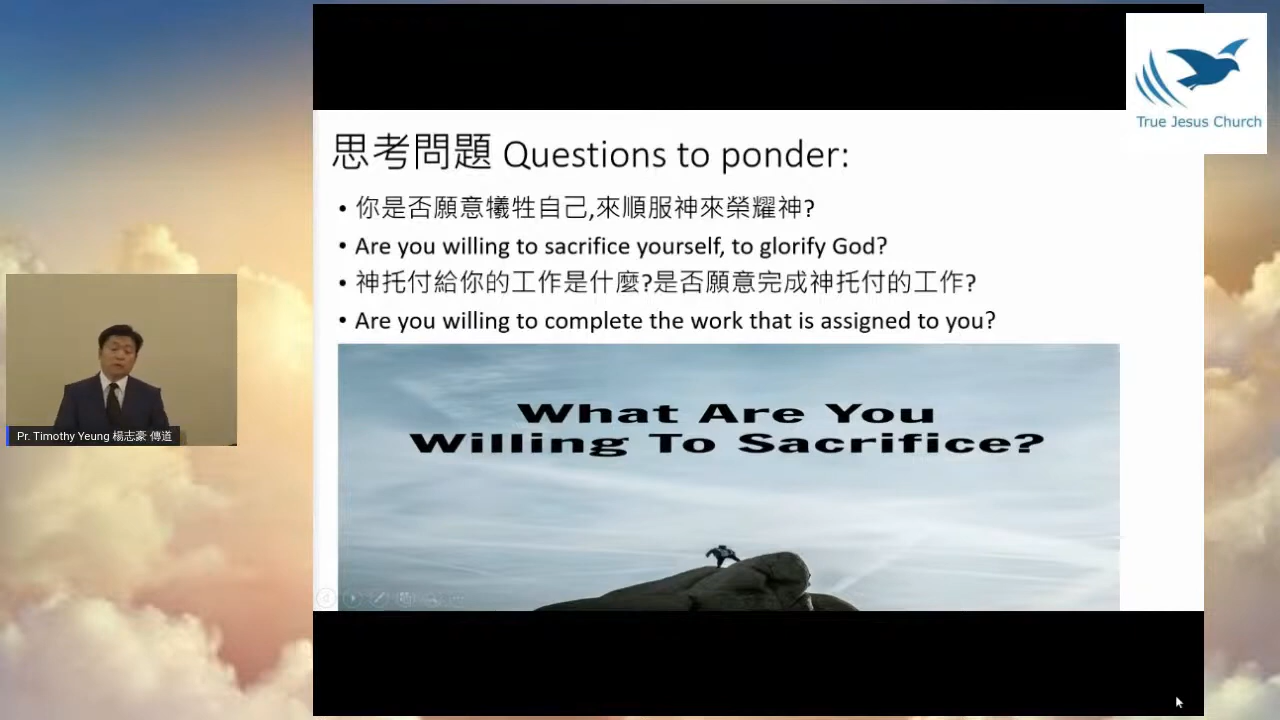 True Jesus Church
思考問題 Questions to ponder:
• 你是否願意犧牲自己,來順服神來榮耀神?
• Are you willing to sacrifice yourself, to glorify God?
• 神托付給你的工作是什麼?是否願意完成神托付的工作?
• Are you willing to complete the work that is assigned to you?
What Are You
Willing To Sacrifice?
Pr. Timothy Yeung 楊志豪 傳道